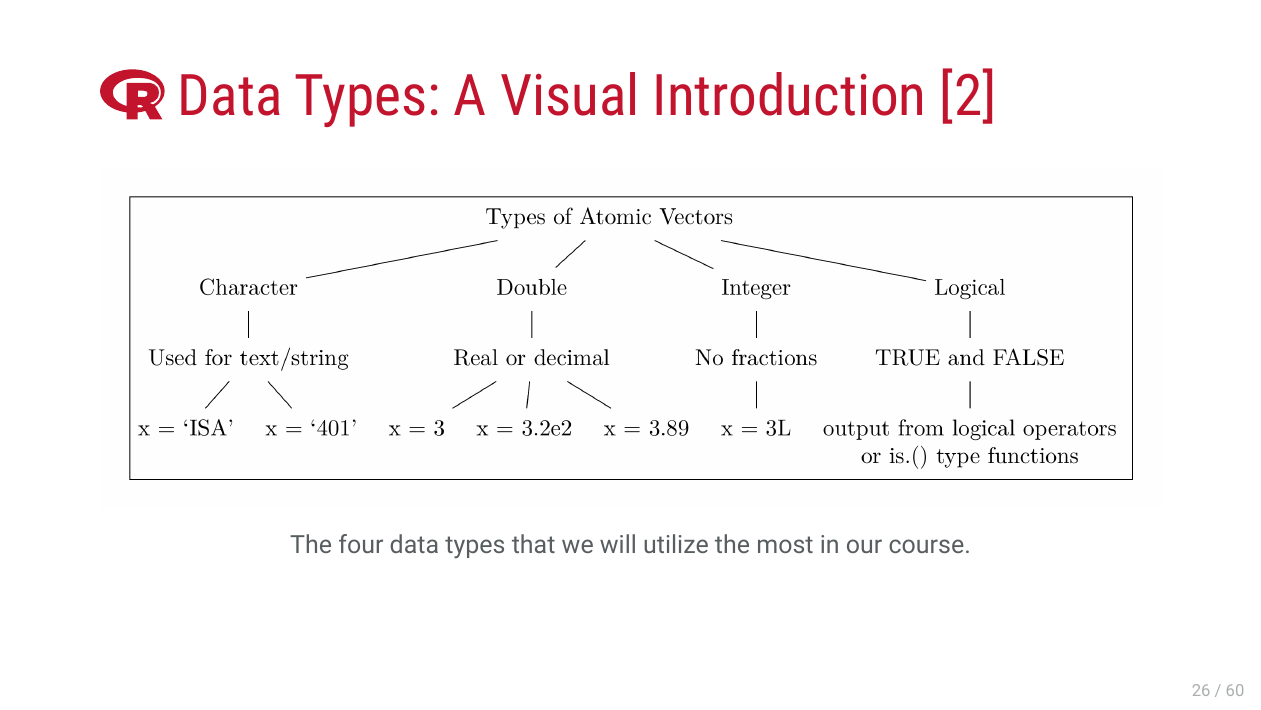 R Data Types: A Visual Introduction [2]
Types of Atomic Vectors
Character Double Integer Logical
Used for text/string Real or decimal No fractions TRUE and FALSE
x = ‘ISA’ x = ‘401’ x = 3 x = 3.2e2 x = 3.89 x = 3L output from logical operators
or is.() type functions
The four data types that we will utilize the most in our course.
26 / 60